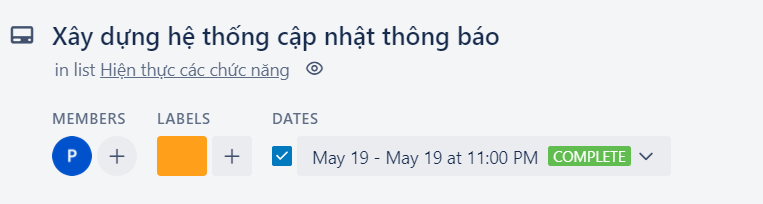 Xây dựng hệ thống cập nhật thông báo
in list Hiện thực các chức năng
MEMBERS LABELS DATES
P + + May 19 - May 19 at 11:00 PM COMPLETE